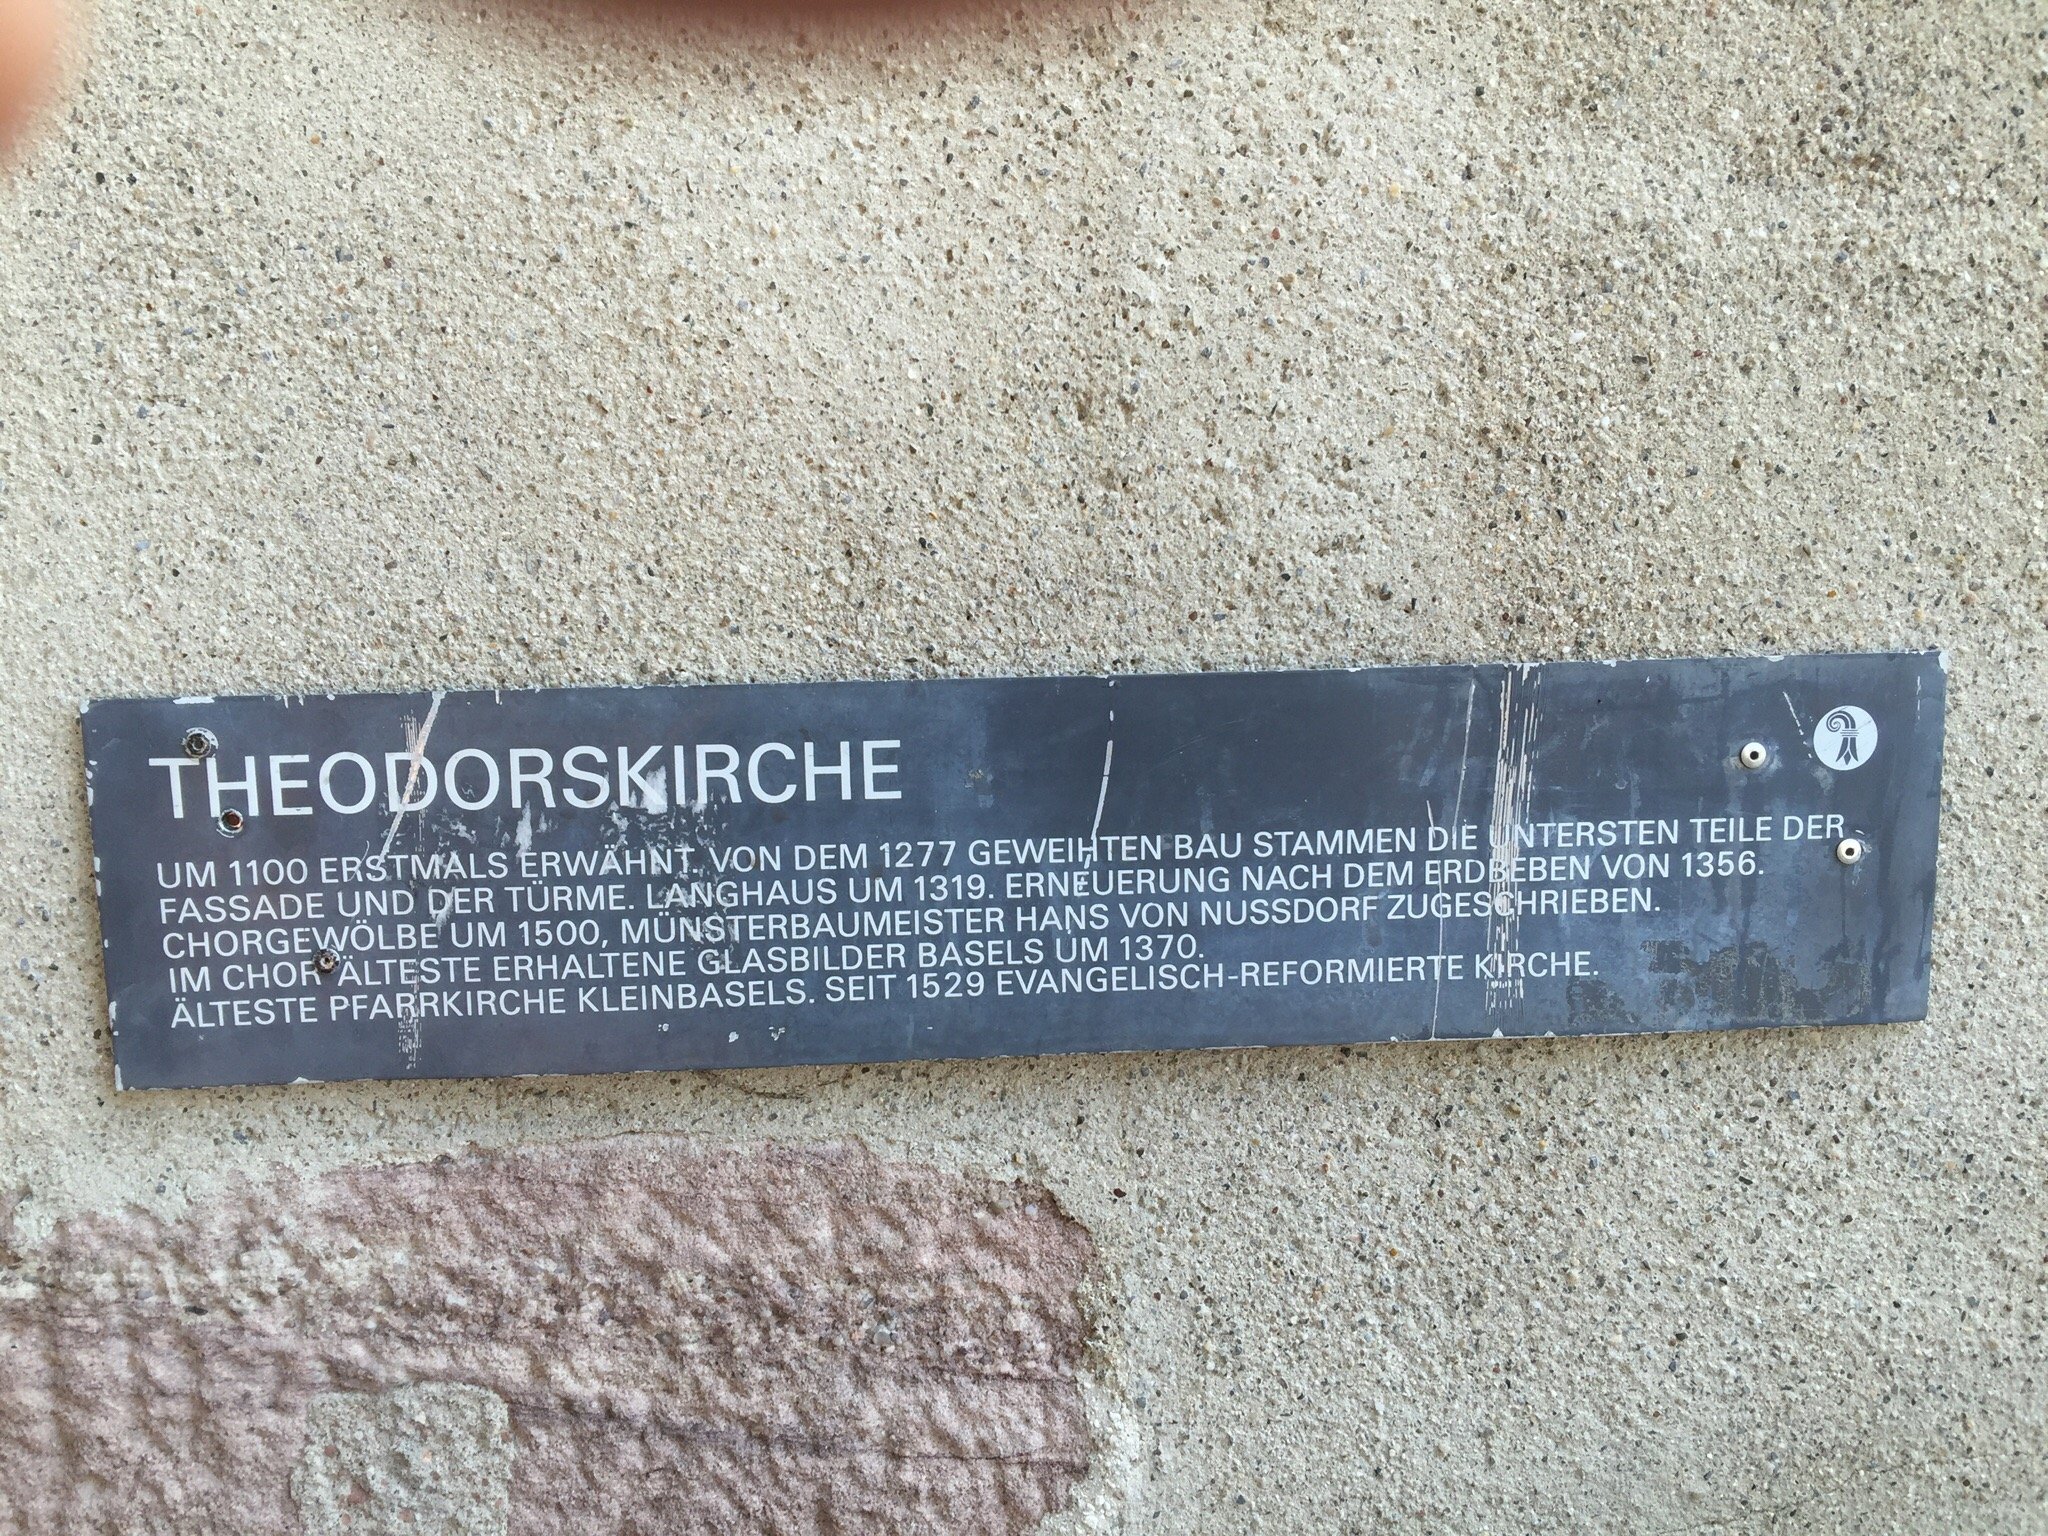 THEODORSKIRCHE
UM 1100 ERSTMALS ERWÄHNT. VON DEM 1277 GEWEIHTEN BAU STAMMEN DIE UNTERSTEN TEILE DER
FASSADE UND DER TÜRME. LANGHAUS UM 1319. ERNEUERUNG NACH DEM ERDBEBEN VON 1356.
CHORGEWÖLBE UM 1500, MÜNSTERBAUMEISTER HANS VON NUSSDORF ZUGESCHRIEBEN.
IM CHOR ÄLTESTE ERHALTENE GLASBILDER BASELS UM 1370.
ÄLTESTE PFARRKIRCHE KLEINBASELS. SEIT 1529 EVANGELISCH-REFORMIERTE KIRCHE.